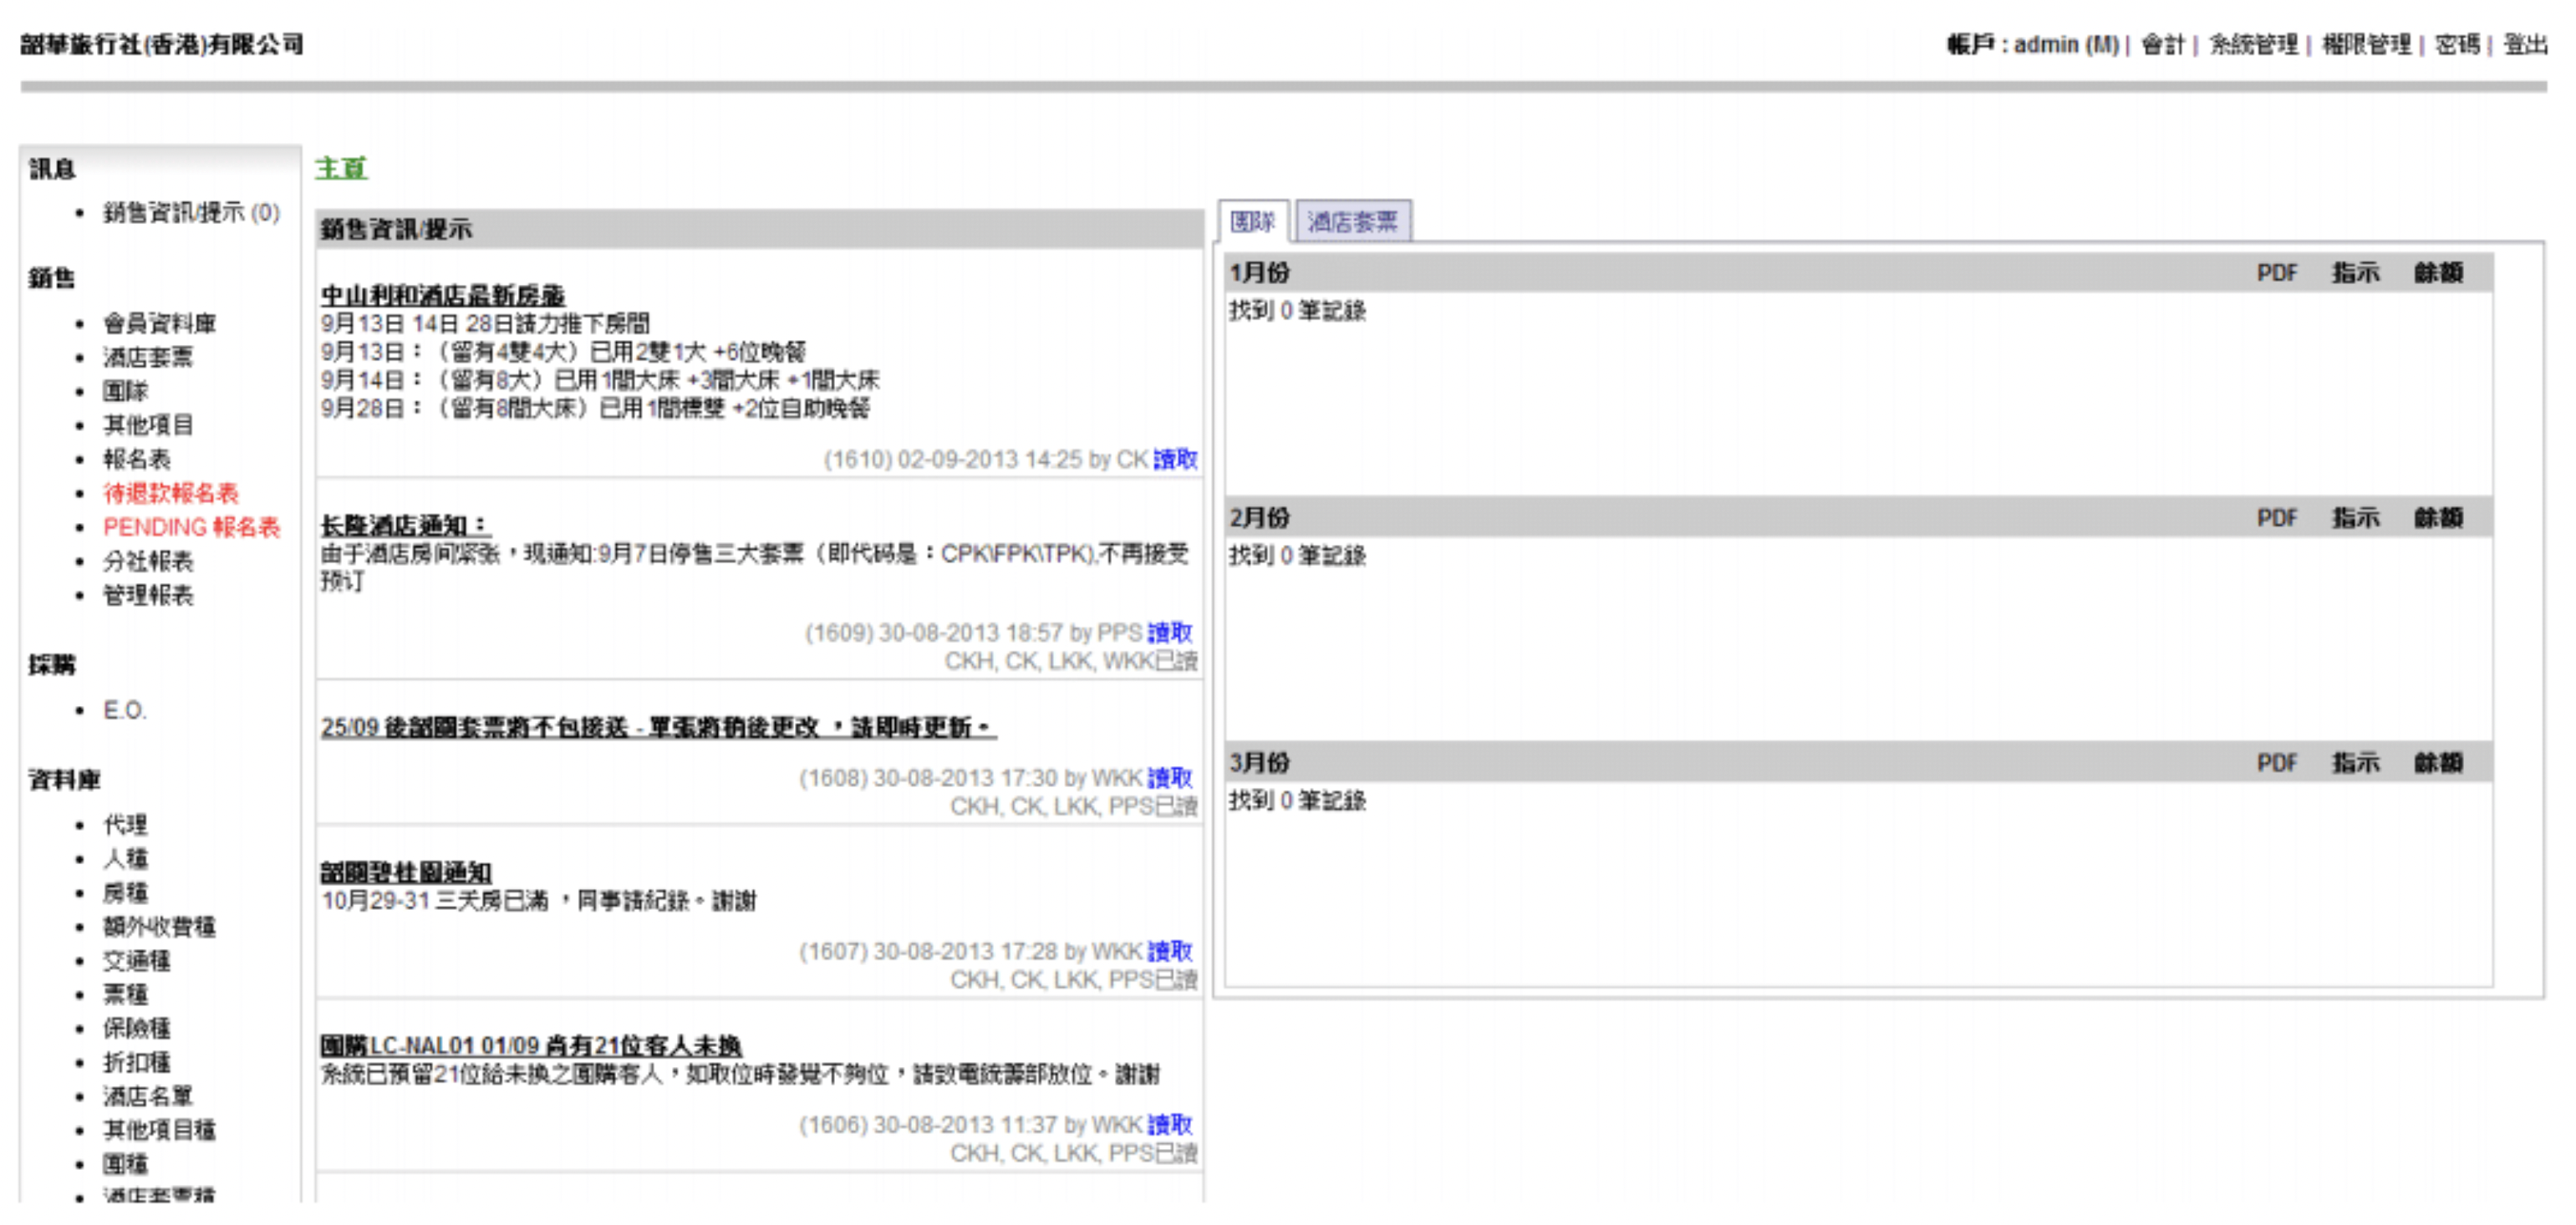 韶華旅行社(香港)有限公司
帳戶 : admin (M) | 會計 | 系統管理 | 權限管理 | 密碼 | 登出
訊息
• 銷售資訊/提示 (0)
銷售
• 會員資料庫
• 酒店套票
• 團隊
• 其他項目
• 報名表
• 待退款報名表
• PENDING 報名表
• 分社報表
• 管理報表
採購
• E.O.
資料庫
• 代理
• 人種
• 房種
• 額外收費種
• 交通種
• 票種
• 保險種
• 折扣種
• 酒店名單
• 其他項目種
• 團種
• 酒店套票種
主頁
銷售資訊/提示
中山利和酒店最新房態
9月13日 14日 28日請力推下房間
9月13日：（留有4雙4大）已用2雙1大 +6位晚餐
9月14日：（留有8大）已用1間大床 +3間大床 +1間大床
9月28日：（留有8間大床）已用1間標雙 +2位自助晚餐
(1610) 02-09-2013 14:25 by CK 讀取
长隆酒店通知：
由于酒店房间紧张，现通知:9月7日停售三大套票（即代码是：CPK\FPK\TPK),不再接受
预订
(1609) 30-08-2013 18:57 by PPS 讀取
CKH, CK, LKK, WKK已讀
25/09 後韶關套票將不包接送 - 單張將稍後更改 ，請即時更新。
(1608) 30-08-2013 17:30 by WKK 讀取
CKH, CK, LKK, PPS已讀
韶關碧桂園通知
10月29-31 三天房已滿 ，同事請紀錄。謝謝
(1607) 30-08-2013 17:28 by WKK 讀取
CKH, CK, LKK, PPS已讀
團購LC-NAL01 01/09 尚有21位客人未換
系統已預留21位給未換之團購客人，如取位時發覺不夠位，請致電統籌部放位。謝謝
(1606) 30-08-2013 11:37 by WKK 讀取
CKH, CK, LKK, PPS已讀
團隊 酒店套票
1月份 PDF 指示 餘額
找到 0 筆記錄
2月份 PDF 指示 餘額
找到 0 筆記錄
3月份 PDF 指示 餘額
找到 0 筆記錄